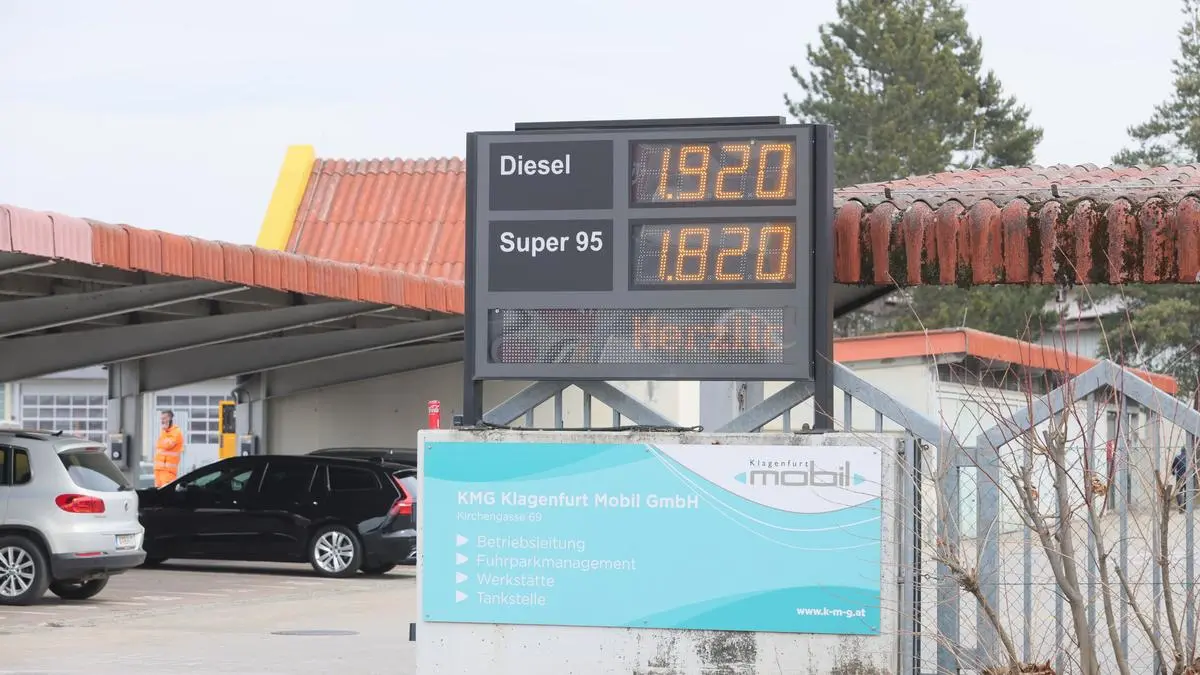 Diesel 1.920
Super 95 1.820
Herzlic
Klagenfurt
mobil
KMG Klagenfurt Mobil GmbH
Kirchengasse 69
Betriebsleitung
Fuhrparkmanagement
Werkstätte
Tankstelle
www.k-m-g.at